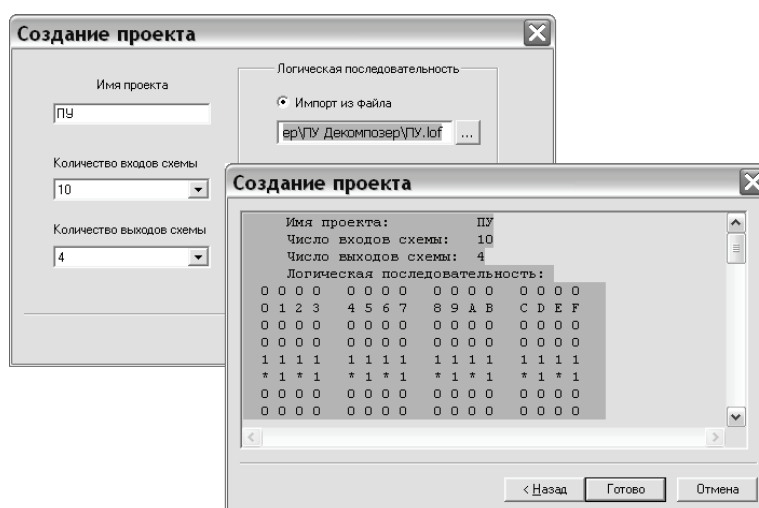 Создание проекта
Имя проекта
ПУ
Количество входов схемы
10
Количество выходов схемы
4
Логическая последовательность
Импорт из файла
ер\ПУ Декомпозер\ПУ.lof ...
Создание проекта
Имя проекта: ПУ
Число входов схемы: 10
Число выходов схемы: 4
Логическая последовательность:
0 0 0 0 0 0 0 0 0 0 0 0 0 0 0 0
0 1 2 3 4 5 6 7 8 9 A B C D E F
0 0 0 0 0 0 0 0 0 0 0 0 0 0 0 0
0 0 0 0 0 0 0 0 0 0 0 0 0 0 0 0
1 1 1 1 1 1 1 1 1 1 1 1 1 1 1 1
* 1 * 1 * 1 * 1 * 1 * 1 * 1 * 1
0 0 0 0 0 0 0 0 0 0 0 0 0 0 0 0
0 0 0 0 0 0 0 0 0 0 0 0 0 0 0 0
< Назад Готово Отмена